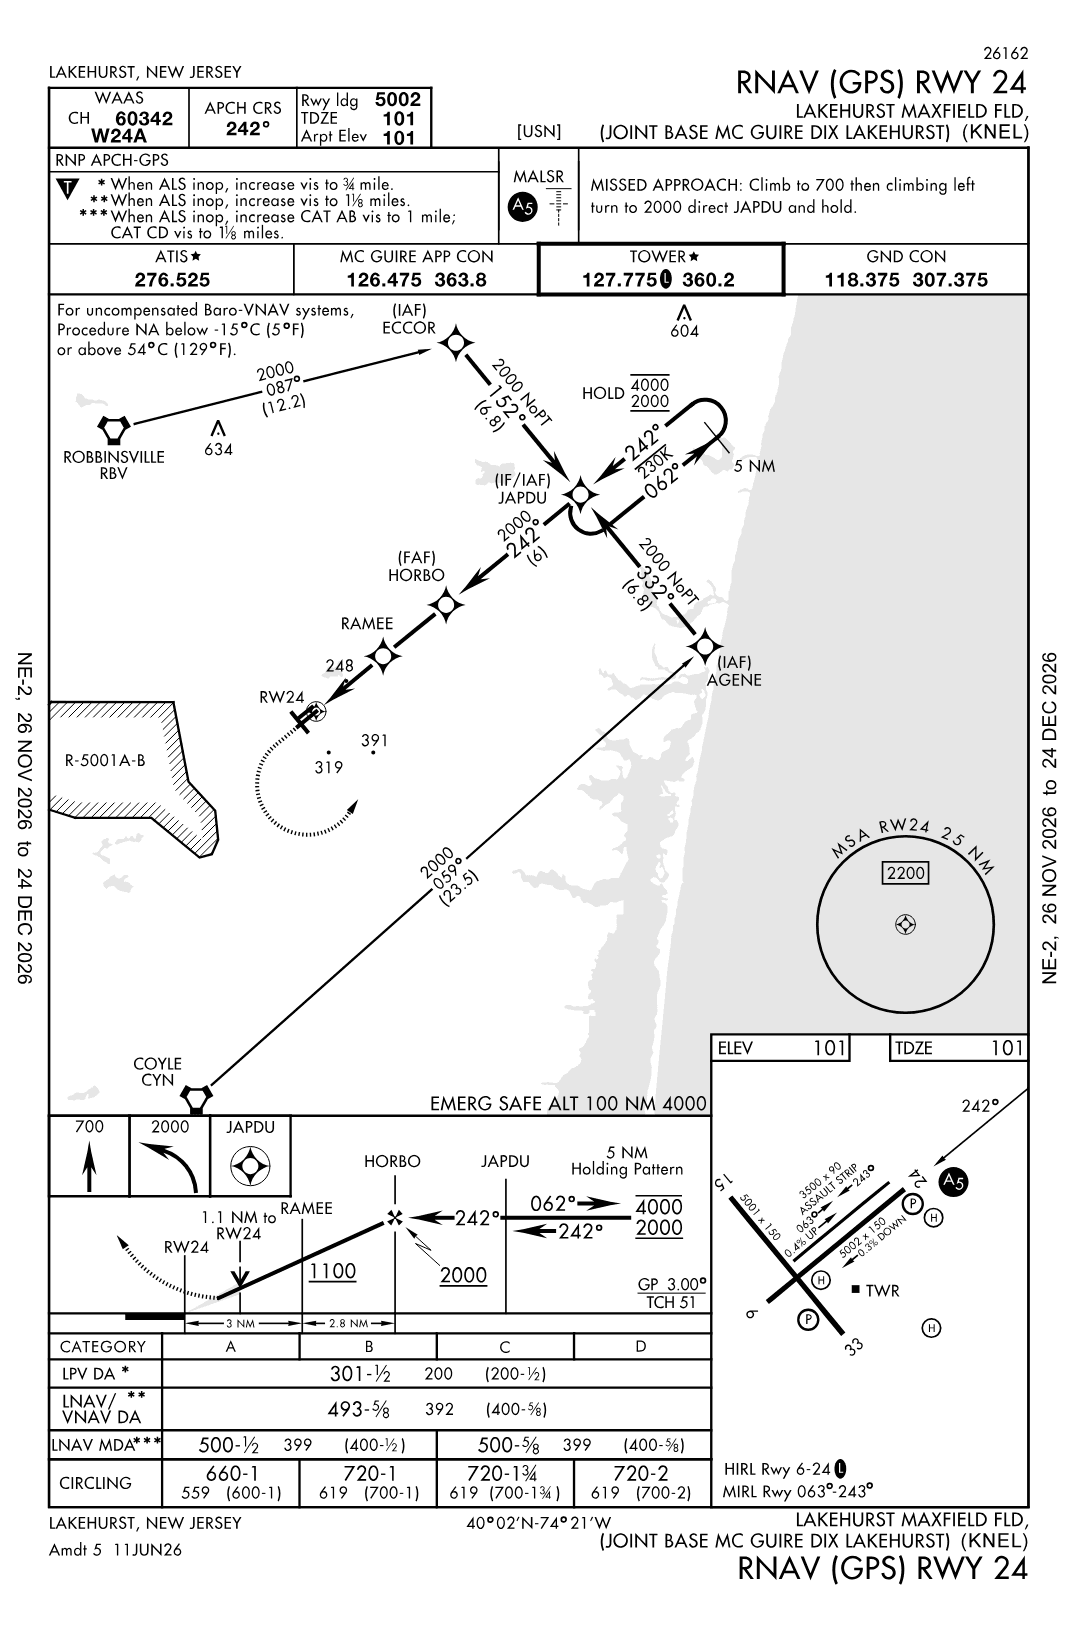 26162
LAKEHURST, NEW JERSEY
RNAV (GPS) RWY 24
LAKEHURST MAXFIELD FLD,
(JOINT BASE MC GUIRE DIX LAKEHURST) (KNEL)
[USN]
WAAS
CH 60342
W24A
APCH CRS
242°
Rwy ldg 5002
TDZE 101
Arpt Elev 101
RNP APCH-GPS
T
* When ALS inop, increase vis to ¾ mile.
** When ALS inop, increase vis to 1⅛ miles.
*** When ALS inop, increase CAT AB vis to 1 mile;
CAT CD vis to 1⅛ miles.
MALSR
A5
MISSED APPROACH: Climb to 700 then climbing left
turn to 2000 direct JAPDU and hold.
ATIS★
276.525
MC GUIRE APP CON
126.475 363.8
TOWER★
127.775 L 360.2
GND CON
118.375 307.375
For uncompensated Baro-VNAV systems,
Procedure NA below -15°C (5°F)
or above 54°C (129°F).
(IAF)
ECCOR
604
2000
087°
(12.2)
2000 NoPT
152°
(6.8)
HOLD 4000
2000
634
ROBBINSVILLE
RBV
242°
230K
062°
5 NM
(IF/IAF)
JAPDU
2000
242°
(6)
2000 NoPT
332°
(6.8)
(FAF)
HORBO
RAMEE
248
(IAF)
AGENE
RW24
391
319
R-5001A-B
2000
059°
(23.5)
MSA RW24 25 NM
2200
COYLE
CYN
EMERG SAFE ALT 100 NM 4000
NE-2, 26 NOV 2026 to 24 DEC 2026
NE-2, 26 NOV 2026 to 24 DEC 2026
ELEV 101
TDZE 101
242°
A5
15
24
3500 x 90
ASSAULT STRIP
243°
063°
0.4% UP
5001 x 150
5002 x 150
0.3% DOWN
P
H
H
TWR
P
H
6
33
HIRL Rwy 6-24 L
MIRL Rwy 063°-243°
700
2000
JAPDU
HORBO
JAPDU
5 NM
Holding Pattern
RAMEE
1.1 NM to
RW24
RW24
062°
4000
2000
242°
242°
1100
2000
GP 3.00°
TCH 51
3 NM
2.8 NM
CATEGORY A B C D
LPV DA * 301-½ 200 (200-½)
LNAV/ **
VNAV DA 493-⅝ 392 (400-⅝)
LNAV MDA*** 500-½ 399 (400-½) 500-⅝ 399 (400-⅝)
CIRCLING 660-1 720-1 720-1¾ 720-2
559 (600-1) 619 (700-1) 619 (700-1¾) 619 (700-2)
LAKEHURST, NEW JERSEY
40°02'N-74°21'W
LAKEHURST MAXFIELD FLD,
(JOINT BASE MC GUIRE DIX LAKEHURST) (KNEL)
Amdt 5 11JUN26
RNAV (GPS) RWY 24